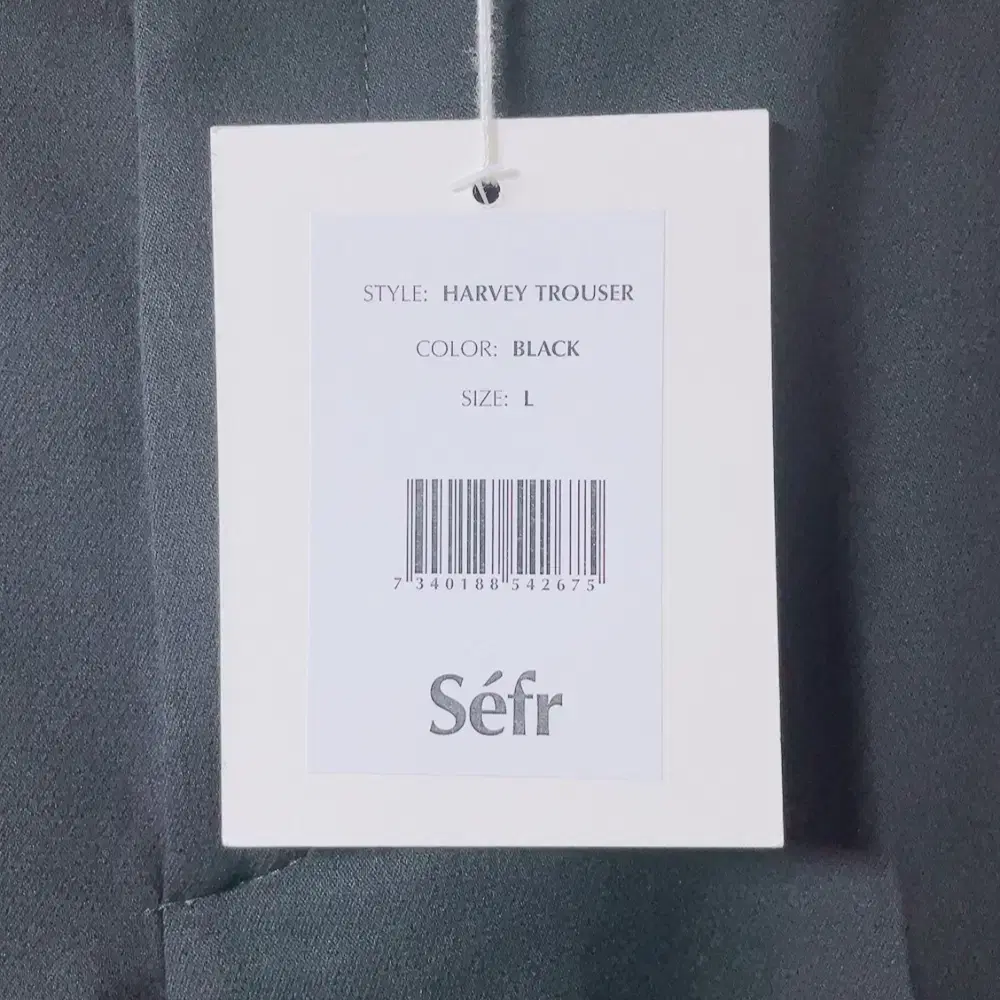 STYLE: HARVEY TROUSER
COLOR: BLACK
SIZE: L
7 340188 542675
Séfr